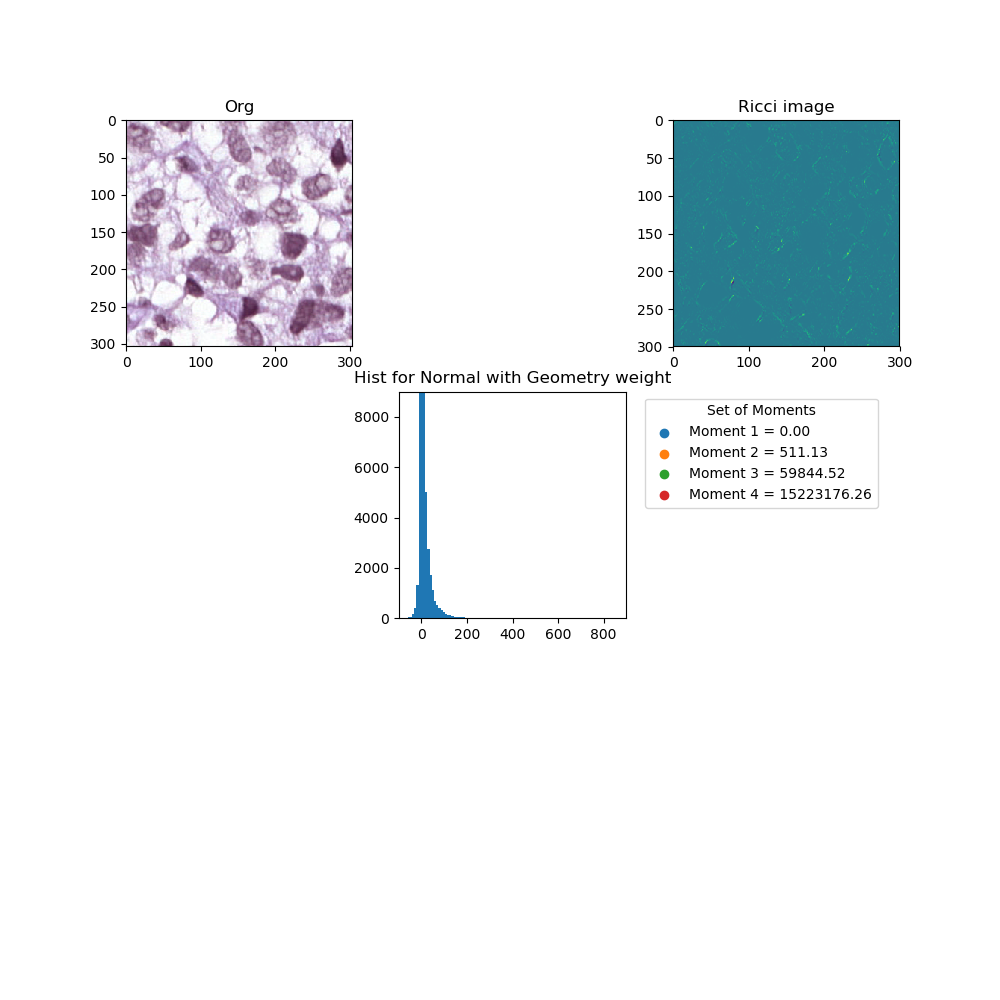 Org
0
50
100
150
200
250
300
0 100 200 300
Ricci image
0
50
100
150
200
250
300
0 100 200 300
Hist for Normal with Geometry weight
8000
6000
4000
2000
0
0 200 400 600 800
Set of Moments
Moment 1 = 0.00
Moment 2 = 511.13
Moment 3 = 59844.52
Moment 4 = 15223176.26